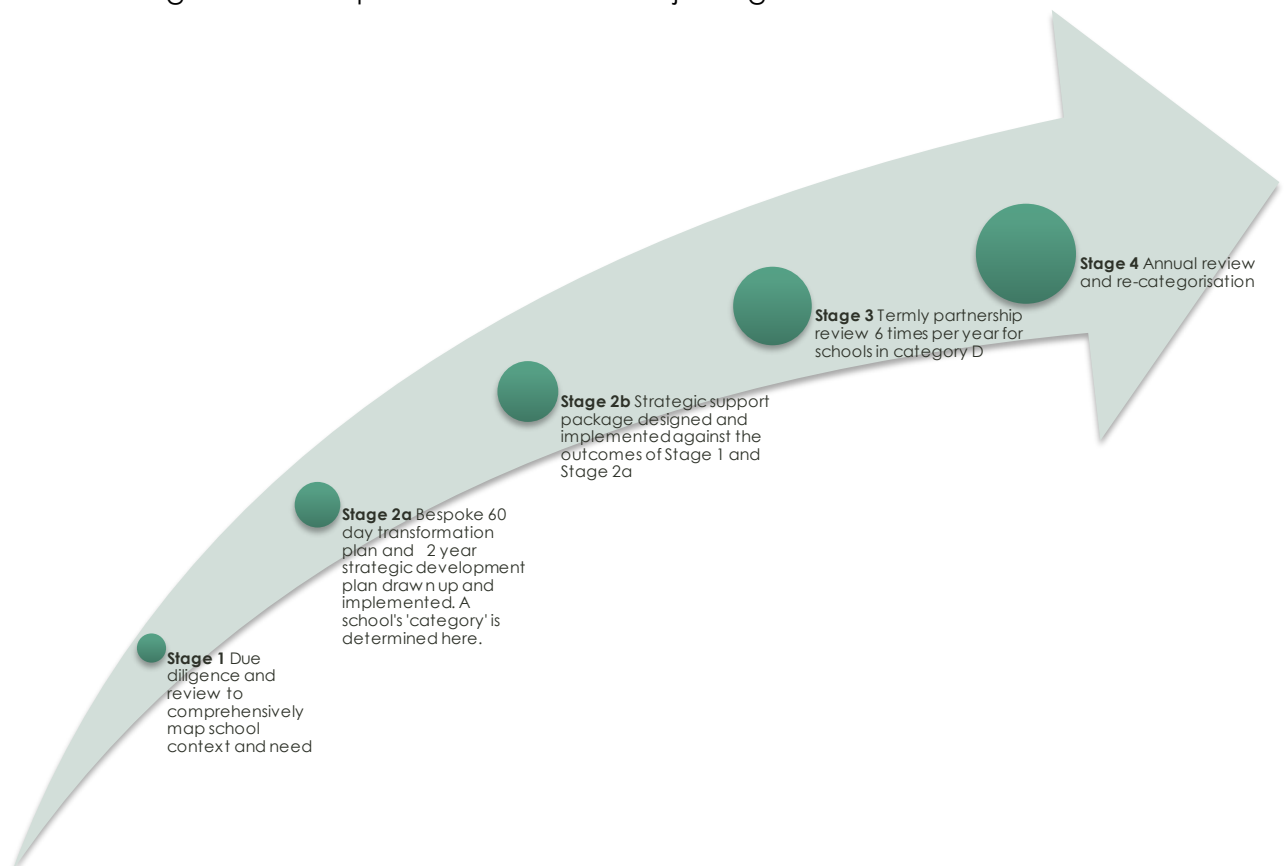 Stage 1 Due
diligence and
review to
comprehensively
map school
context and need
Stage 2a Bespoke 60
day transformation
plan and 2 year
strategic development
plan drawn up and
implemented. A
school's 'category' is
determined here.
Stage 2b Strategic support
package designed and
implemented against the
outcomes of Stage 1 and
Stage 2a
Stage 3 Termly partnership
review 6 times per year for
schools in category D
Stage 4 Annual review
and re-categorisation